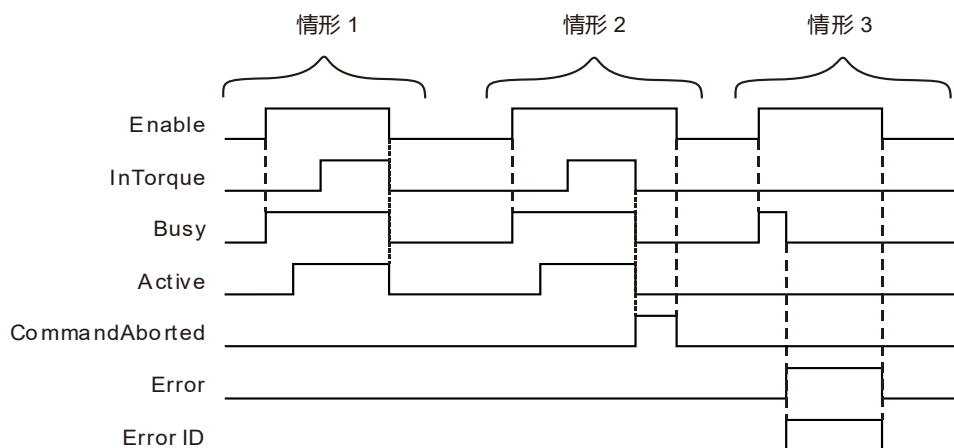 情形 1 情形 2 情形 3
Enable
InTorque
Busy
Active
CommandAborted
Error
Error ID